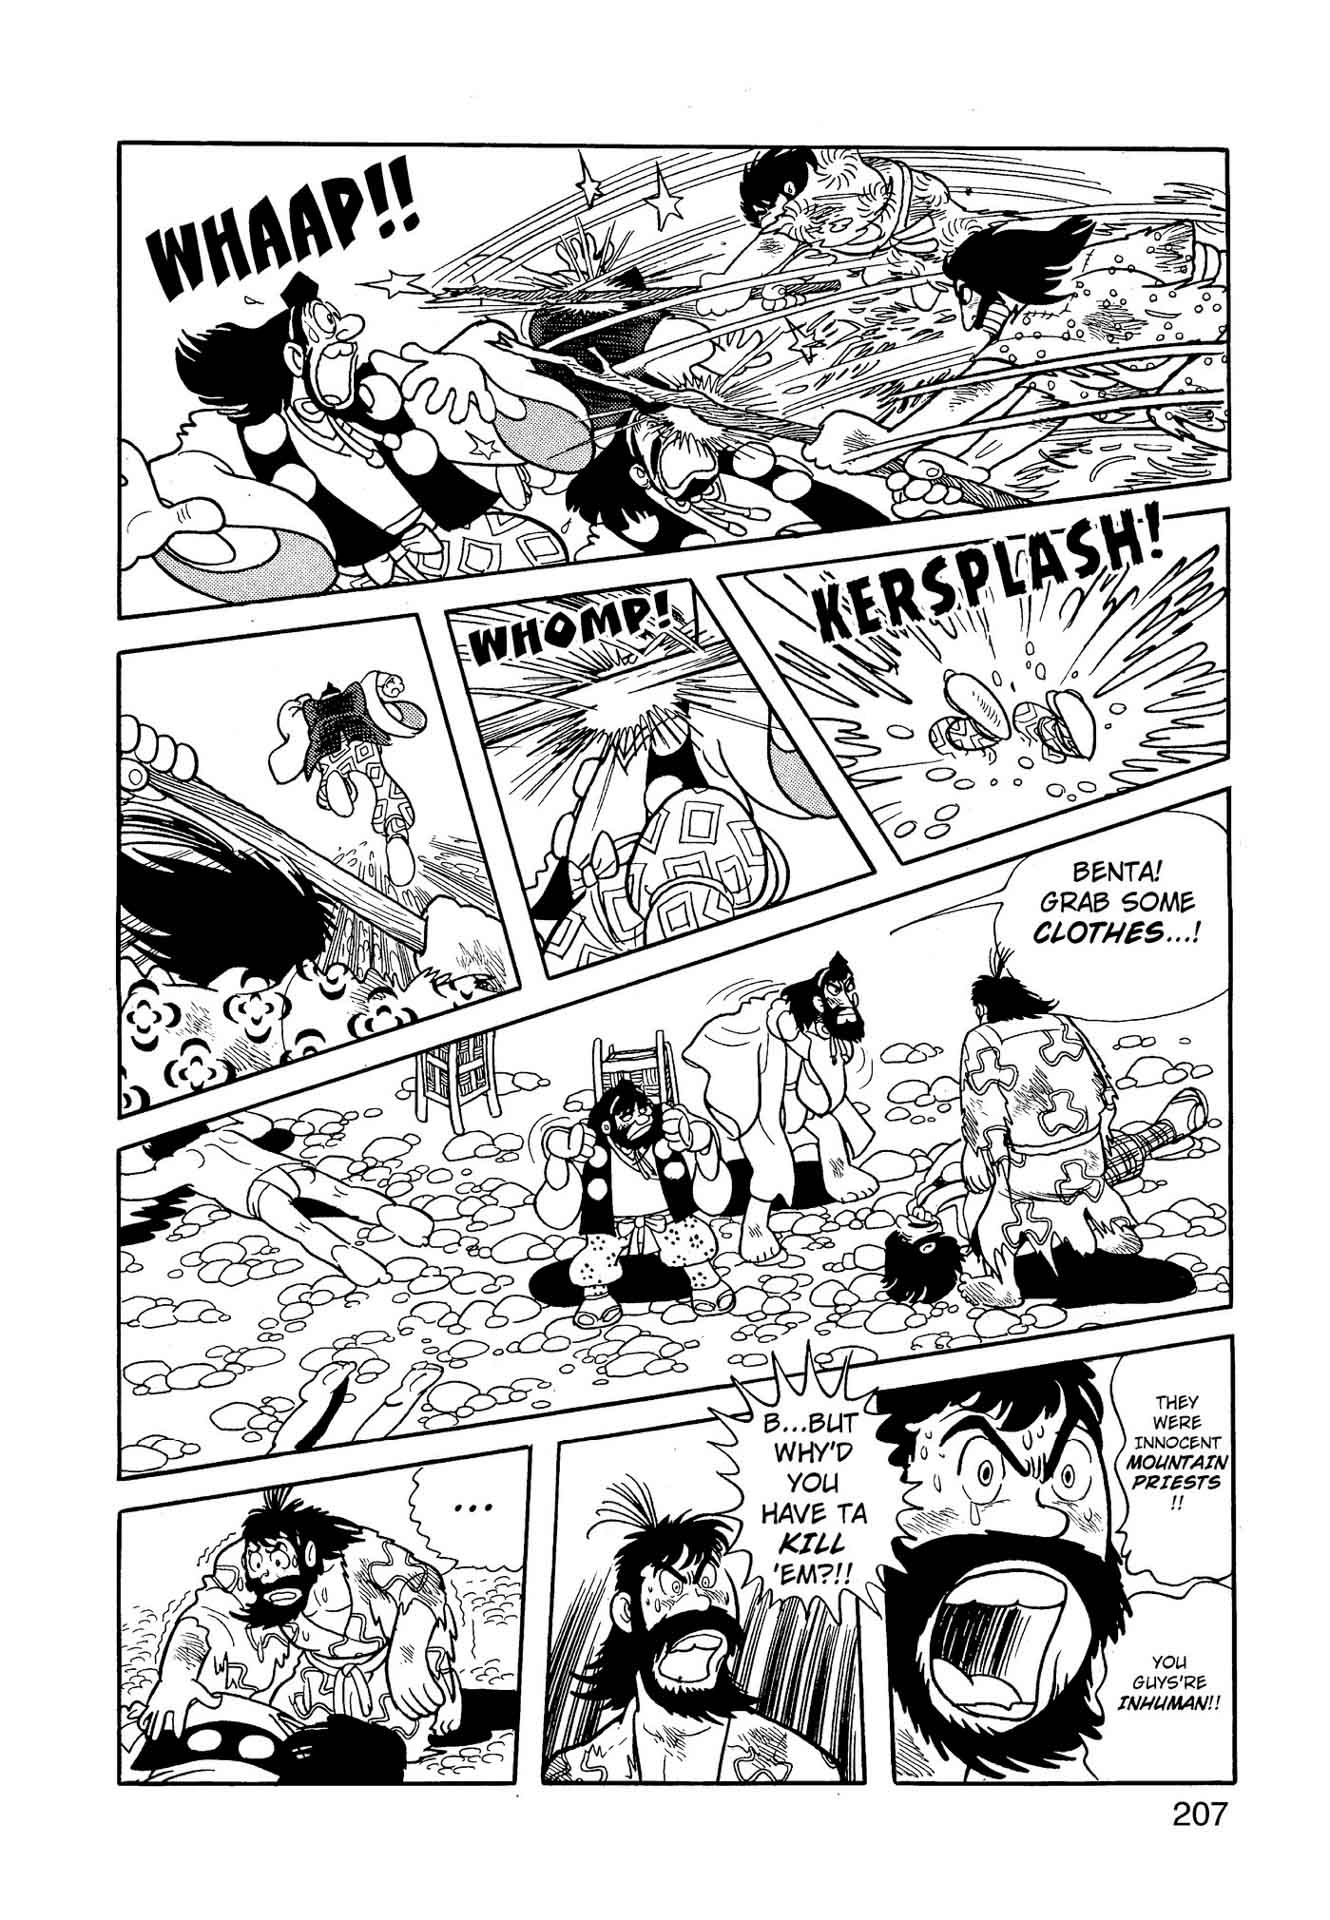 WHAAP!!
WHOMP!
KERSPLASH!
BENTA!
GRAB SOME
CLOTHES...!
...
B...BUT
WHY'D
YOU
HAVE TA
KILL
'EM?!!
THEY
WERE
INNOCENT
MOUNTAIN
PRIESTS
!!
YOU
GUYS'RE
INHUMAN!!
207